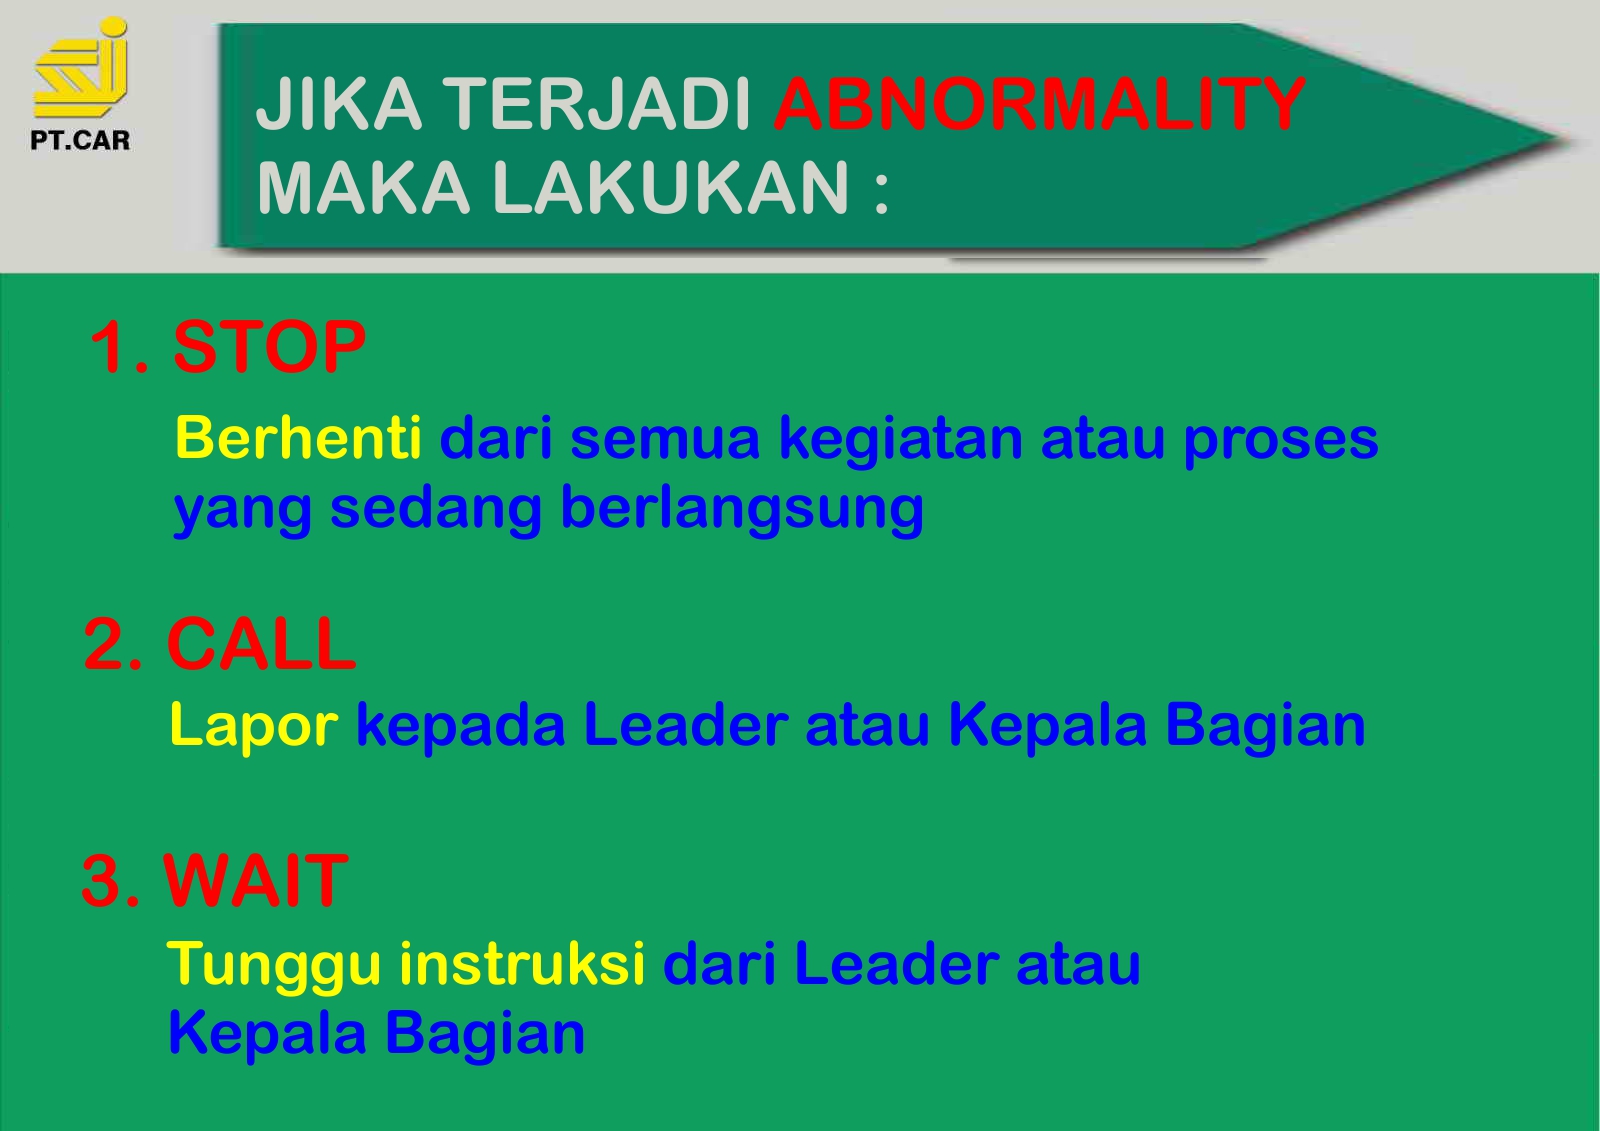 PT.CAR
JIKA TERJADI ABNORMALITY
MAKA LAKUKAN :
1. STOP
Berhenti dari semua kegiatan atau proses
yang sedang berlangsung
2. CALL
Lapor kepada Leader atau Kepala Bagian
3. WAIT
Tunggu instruksi dari Leader atau
Kepala Bagian